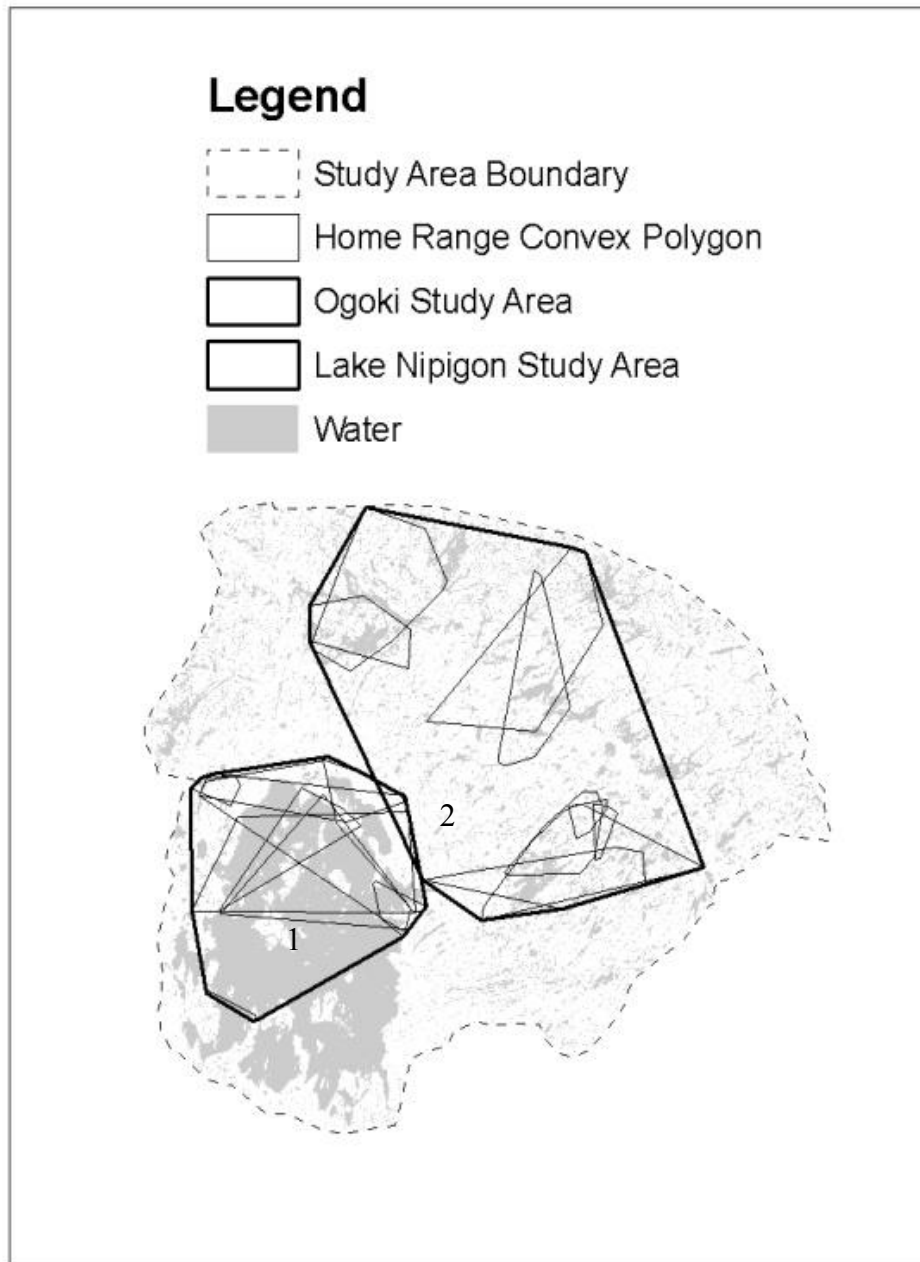 Legend
Study Area Boundary
Home Range Convex Polygon
Ogoki Study Area
Lake Nipigon Study Area
Water
2
1